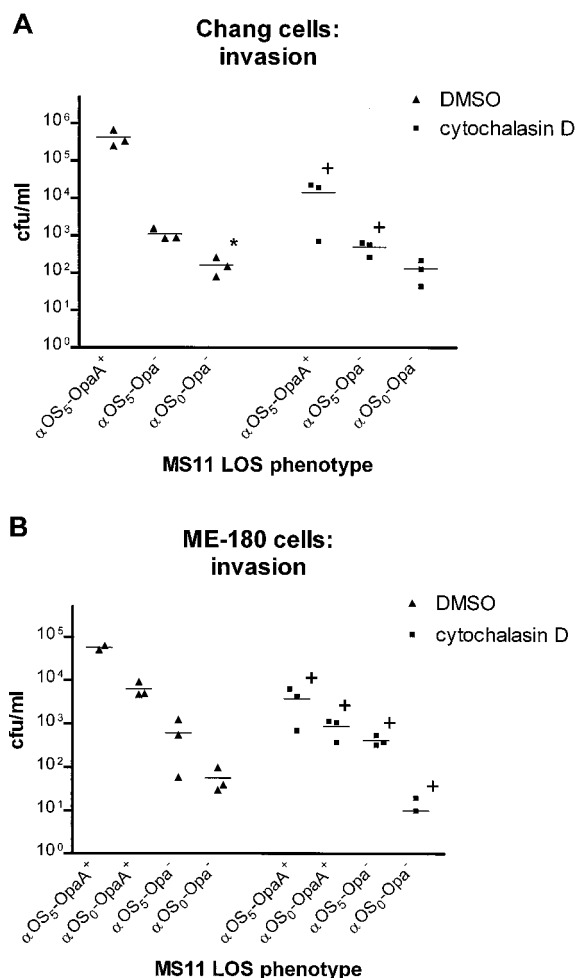 A
Chang cells:
invasion
▲ DMSO
■ cytochalasin D
cfu/ml
10⁶
10⁵
10⁴
10³
10²
10¹
10⁰
*
+
+
αOS₅-OpaA⁺
αOS₅-Opa⁻
αOS₀-Opa⁻
αOS₅-OpaA⁺
αOS₅-Opa⁻
αOS₀-Opa⁻
MS11 LOS phenotype
B
ME-180 cells:
invasion
▲ DMSO
■ cytochalasin D
cfu/ml
10⁵
10⁴
10³
10²
10¹
10⁰
+
+
+
+
αOS₅-OpaA⁺
αOS₀-OpaA⁺
αOS₅-Opa⁻
αOS₀-Opa⁻
αOS₅-OpaA⁺
αOS₀-OpaA⁺
αOS₅-Opa⁻
αOS₀-Opa⁻
MS11 LOS phenotype